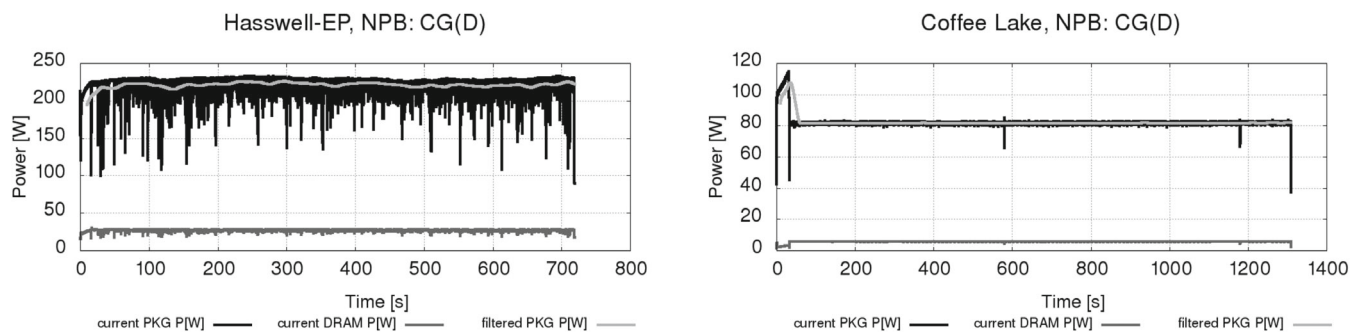 Hasswell-EP, NPB: CG(D)
250
200
150
100
50
0
Power [W]
0 100 200 300 400 500 600 700 800
Time [s]
current PKG P[W] current DRAM P[W] filtered PKG P[W]
Coffee Lake, NPB: CG(D)
120
100
80
60
40
20
0
Power [W]
0 200 400 600 800 1000 1200 1400
Time [s]
current PKG P[W] current DRAM P[W] filtered PKG P[W]